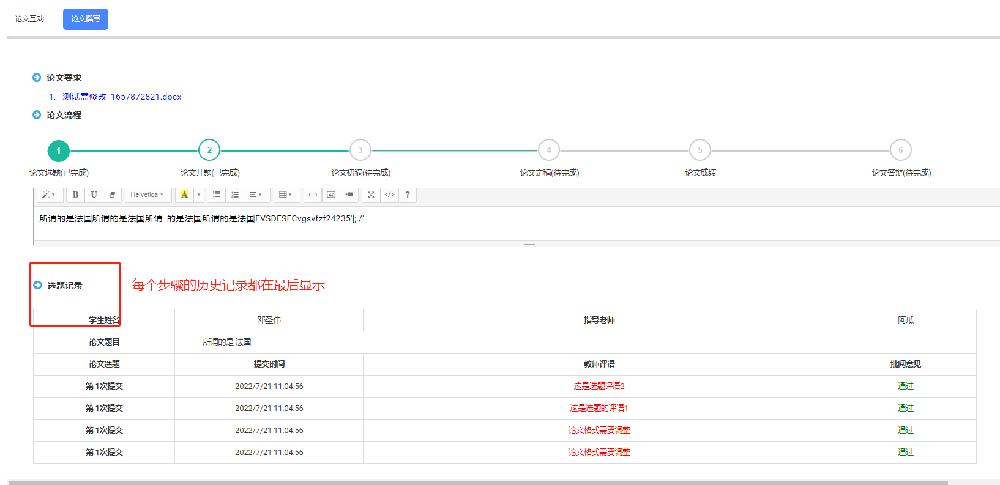 论文互动 论文撰写
论文要求
1、测试需修改_1657872821.docx
论文流程
1 2 3 4 5 6
论文选题(已完成) 论文开题(已完成) 论文初稿(待完成) 论文定稿(待完成) 论文成绩 论文答辩(待完成)
B U Helvetica A </> ?
所谓的是法国所谓的是法国所谓 的是法国所谓的是法国FVSDFSFCvgsvfzf24235'[;./'
选题记录 每个步骤的历史记录都在最后显示
学生姓名 邓圣伟 指导老师 阿瓜
论文题目 所谓的是 法国
论文选题 提交时间 教师评语 批阅意见
第 1次提交 2022/7/21 11:04:56 这是选题评语2 通过
第 1次提交 2022/7/21 11:04:56 这是选题的评语1 通过
第 1次提交 2022/7/21 11:04:56 论文格式需要调整 通过
第 1次提交 2022/7/21 11:04:56 论文格式需要调整 通过